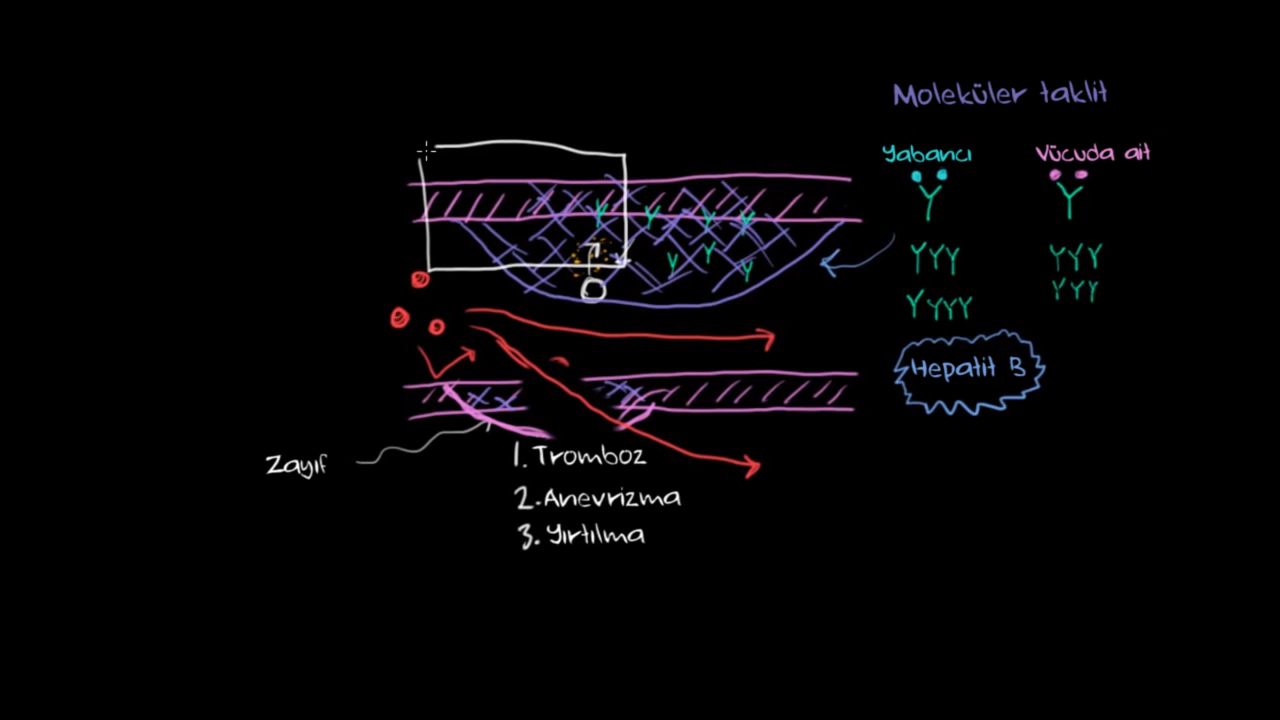 Moleküler taklit
Yabancı
Vücuda ait
Hepatit B
Zayıf
1. Tromboz
2. Anevrizma
3. Yırtılma